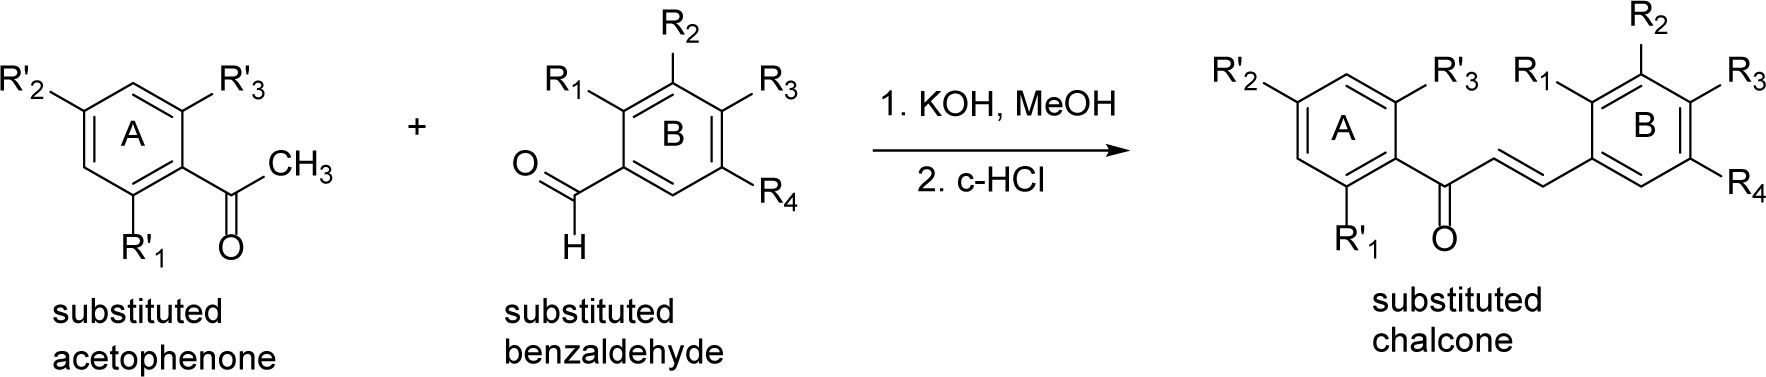 R'2 A R'3 CH3 O R'1
+
R2 R1 R3 B O R4 H
1. KOH, MeOH
2. c-HCl
R'2 A R'3 O R'1 R2 R1 R3 B R4
substituted
acetophenone
substituted
benzaldehyde
substituted
chalcone